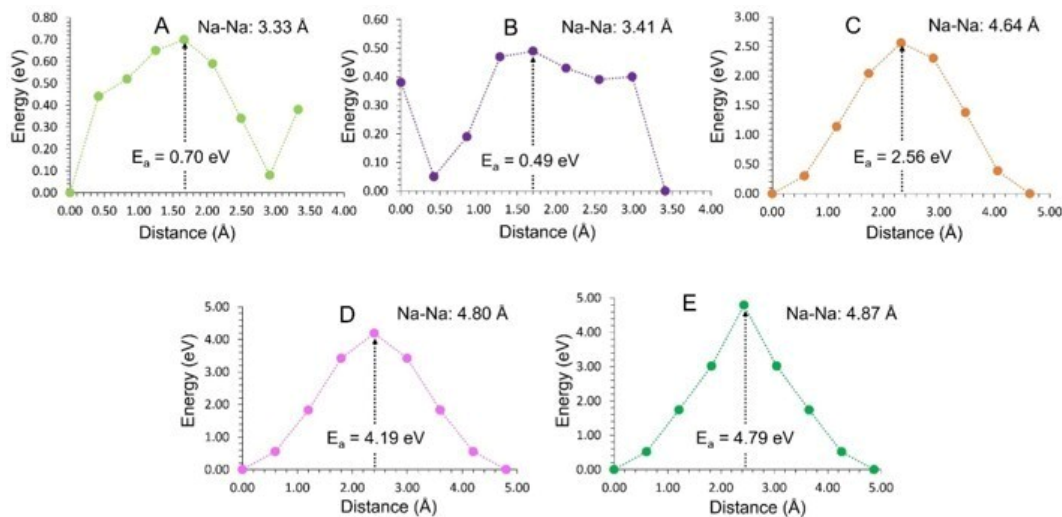 A
Na-Na: 3.33 Å
Energy (eV)
0.80
0.70
0.60
0.50
0.40
0.30
0.20
0.10
0.00
Eₐ = 0.70 eV
0.00 0.50 1.00 1.50 2.00 2.50 3.00 3.50 4.00
Distance (Å)
B
Na-Na: 3.41 Å
Energy (eV)
0.60
0.50
0.40
0.30
0.20
0.10
0.00
Eₐ = 0.49 eV
0.00 0.50 1.00 1.50 2.00 2.50 3.00 3.50 4.00
Distance (Å)
C
Na-Na: 4.64 Å
Energy (eV)
3.00
2.50
2.00
1.50
1.00
0.50
0.00
Eₐ = 2.56 eV
0.00 1.00 2.00 3.00 4.00 5.00
Distance (Å)
D
Na-Na: 4.80 Å
Energy (eV)
5.00
4.00
3.00
2.00
1.00
0.00
Eₐ = 4.19 eV
0.00 1.00 2.00 3.00 4.00 5.00
Distance (Å)
E
Na-Na: 4.87 Å
Energy (eV)
5.00
4.00
3.00
2.00
1.00
0.00
Eₐ = 4.79 eV
0.00 1.00 2.00 3.00 4.00 5.00
Distance (Å)